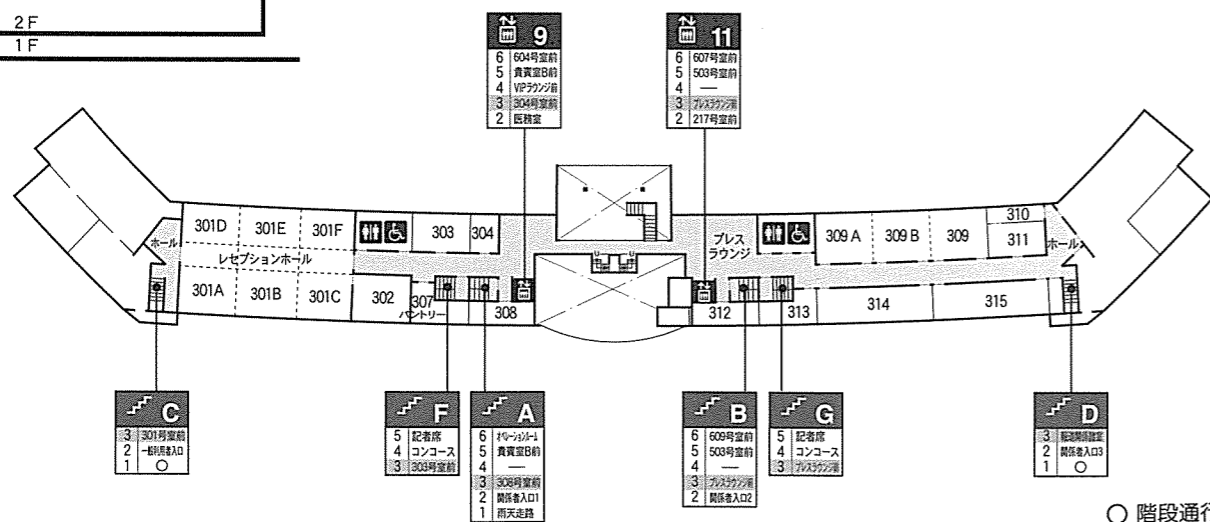 2F
1F
9
6 604号室前
5 貴賓室B前
4 VIPラウンジ前
3 304号室前
2 医務室
11
6 607号室前
5 503号室前
4 —
3 プレスラウンジ前
2 217号室前
ホール
301D
301E
301F
303
304
レセプションホール
301A
301B
301C
302
307
パントリー
308
プレス
ラウンジ
309A
309B
309
310
311
ホール
312
313
314
315
C
3 301号室前
2 一般利用者入口
1 ○
F
5 記者席
4 コンコース
3 303号室前
A
6 オペレーションルーム
5 貴賓室B前
4 —
3 308号室前
2 関係者入口1
1 雨天走路
B
6 609号室前
5 503号室前
4 —
3 プレスラウンジ前
2 関係者入口2
G
5 記者席
4 コンコース
3 プレスラウンジ前
D
3
2 関係者入口3
1 ○
○ 階段通行